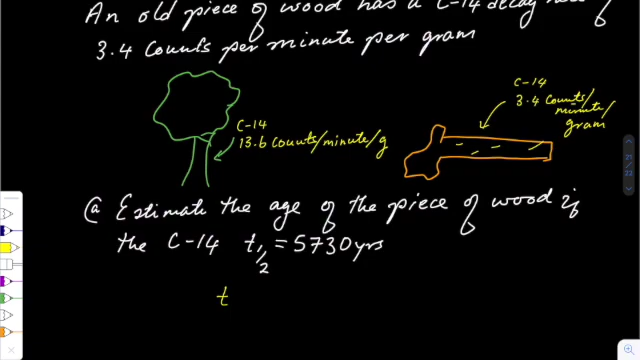 An old piece of wood has a C-14 decay rate of
3.4 Counts per minute per gram
C-14
13.6 Counts/minute/g
C-14
3.4 Counts/
minute/
gram
@ Estimate the age of the piece of wood if
the C-14 t1/2 = 5730 yrs
t